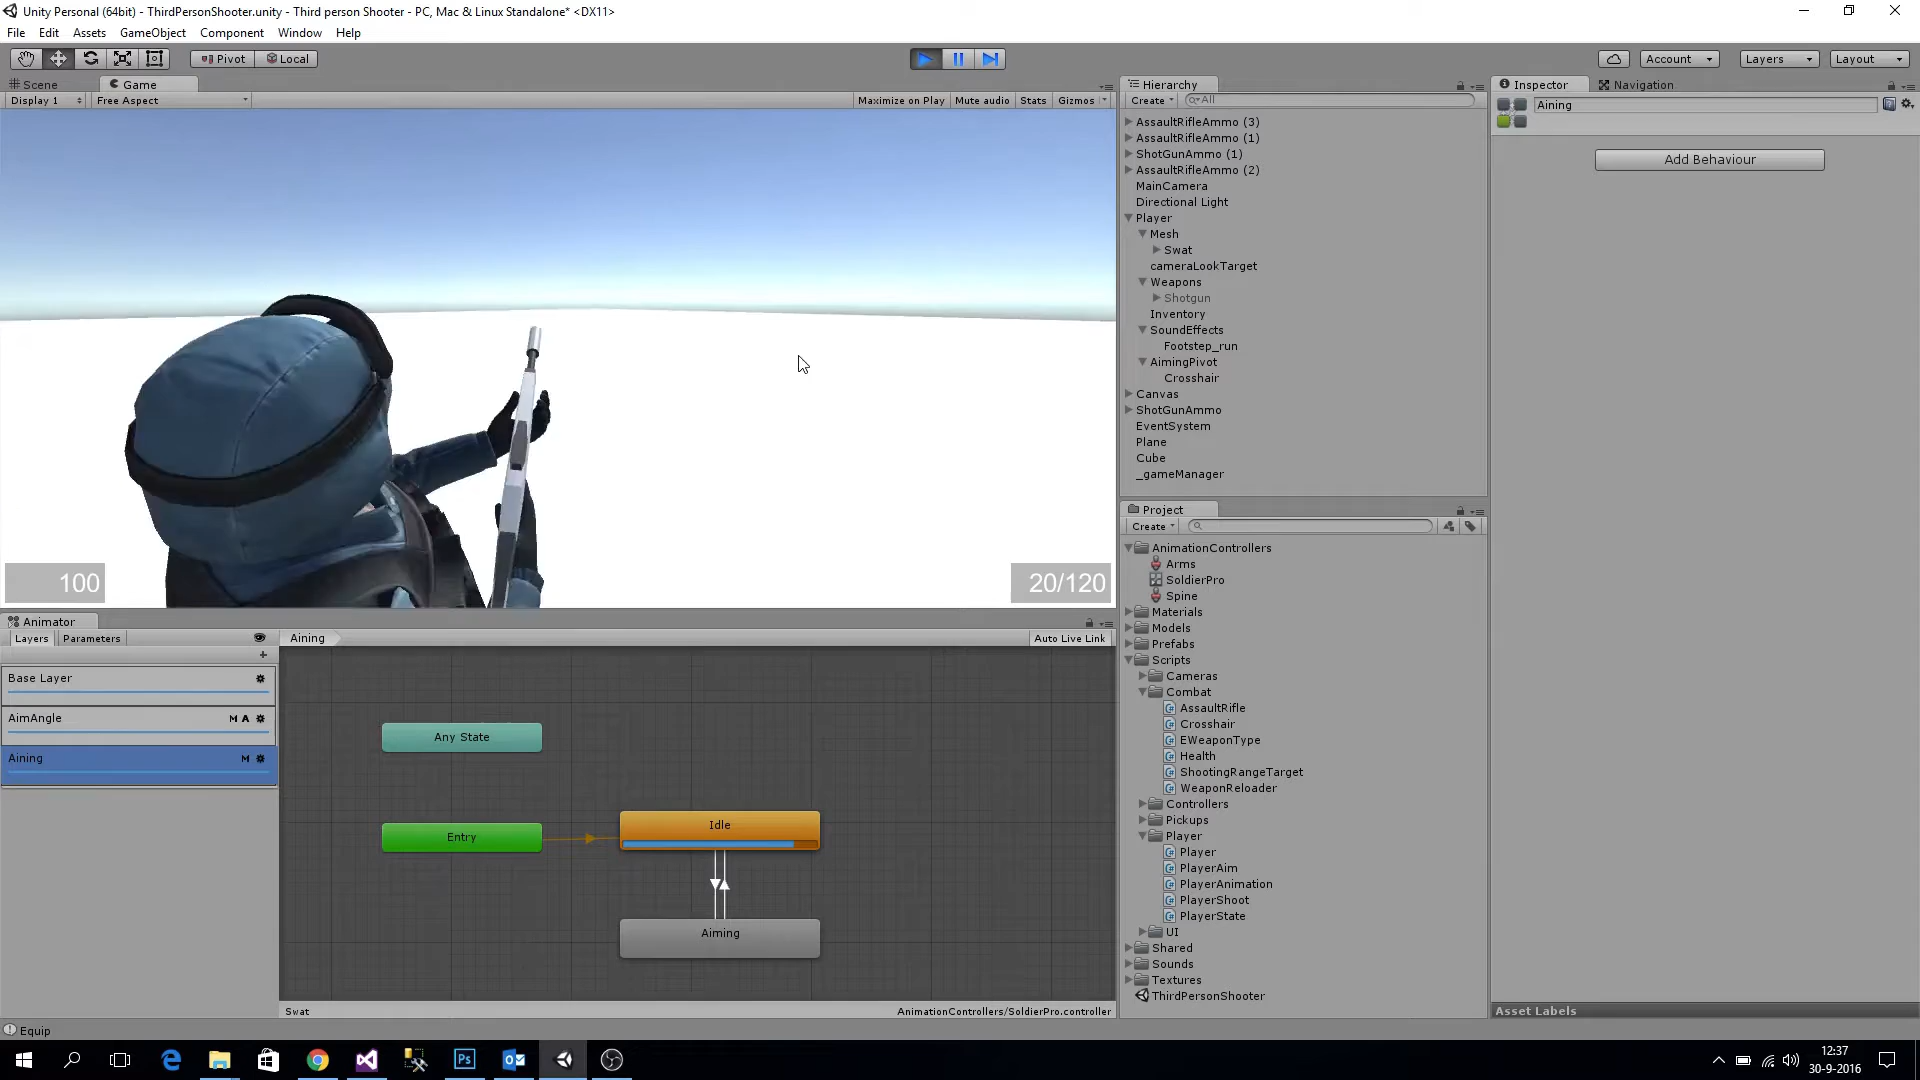 Unity Personal (64bit) - ThirdPersonShooter.unity - Third person Shooter - PC, Mac & Linux Standalone* <DX11>
File Edit Assets GameObject Component Window Help
Pivot Local Account Layers Layout
Scene Game
Display 1 Free Aspect Maximize on Play Mute audio Stats Gizmos
100
20/120
Hierarchy
Create All
AssaultRifleAmmo (3)
AssaultRifleAmmo (1)
ShotGunAmmo (1)
AssaultRifleAmmo (2)
MainCamera
Directional Light
Player
Mesh
Swat
cameraLookTarget
Weapons
Shotgun
Inventory
SoundEffects
Footstep_run
AimingPivot
Crosshair
Canvas
ShotGunAmmo
EventSystem
Plane
Cube
_gameManager
Inspector Navigation
Aining
Add Behaviour
Asset Labels
Project
Create
AnimationControllers
Arms
SoldierPro
Spine
Materials
Models
Prefabs
Scripts
Cameras
Combat
AssaultRifle
Crosshair
EWeaponType
Health
ShootingRangeTarget
WeaponReloader
Controllers
Pickups
Player
Player
PlayerAim
PlayerAnimation
PlayerShoot
PlayerState
UI
Shared
Sounds
Textures
ThirdPersonShooter
Animator
Layers Parameters Aining Auto Live Link
Base Layer
AimAngle M A
Aining M
Any State
Entry
Idle
Aiming
Swat AnimationControllers/SoldierPro.controller
Equip
12:37
30-9-2016